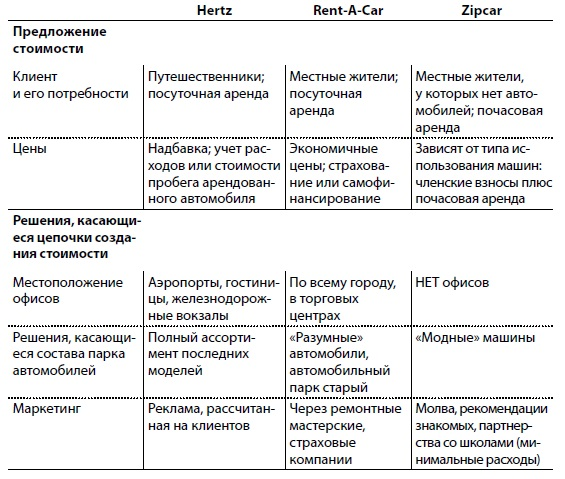 Hertz Rent-A-Car Zipcar
Предложение
стоимости
Клиент
и его потребности
Путешественники;
посуточная аренда
Местные жители;
посуточная
аренда
Местные жители,
у которых нет авто-
мобилей; почасовая
аренда
Цены
Надбавка; учет рас-
ходов или стоимости
пробега арендован-
ного автомобиля
Экономичные
цены; страхова-
ние или самофи-
нансирование
Зависят от типа ис-
пользования машин:
членские взносы плюс
почасовая аренда
Решения, касающи-
еся цепочки созда-
ния стоимости
Местоположение
офисов
Аэропорты, гостини-
цы, железнодорож-
ные вокзалы
По всему городу,
в торговых
центрах
НЕТ офисов
Решения, касающи-
еся состава парка
автомобилей
Полный ассорти-
мент последних
моделей
«Разумные»
автомобили,
автомобильный
парк старый
«Модные» машины
Маркетинг
Реклама, рассчитан-
ная на клиентов
Через ремонтные
мастерские,
страховые
компании
Молва, рекомендации
знакомых, партнер-
ства со школами (ми-
нимальные расходы)